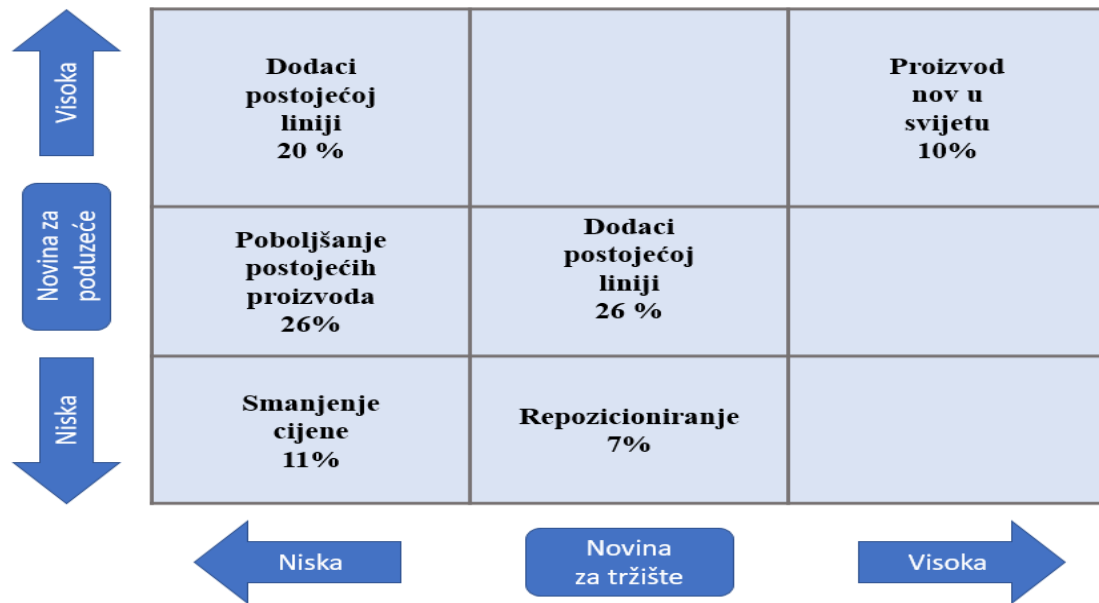 Visoka
Novina za
poduzeće
Niska
Dodaci
postojećoj
liniji
20 %
Proizvod
nov u
svijetu
10%
Poboljšanje
postojećih
proizvoda
26%
Dodaci
postojećoj
liniji
26 %
Smanjenje
cijene
11%
Repozicioniranje
7%
Niska
Novina
za tržište
Visoka